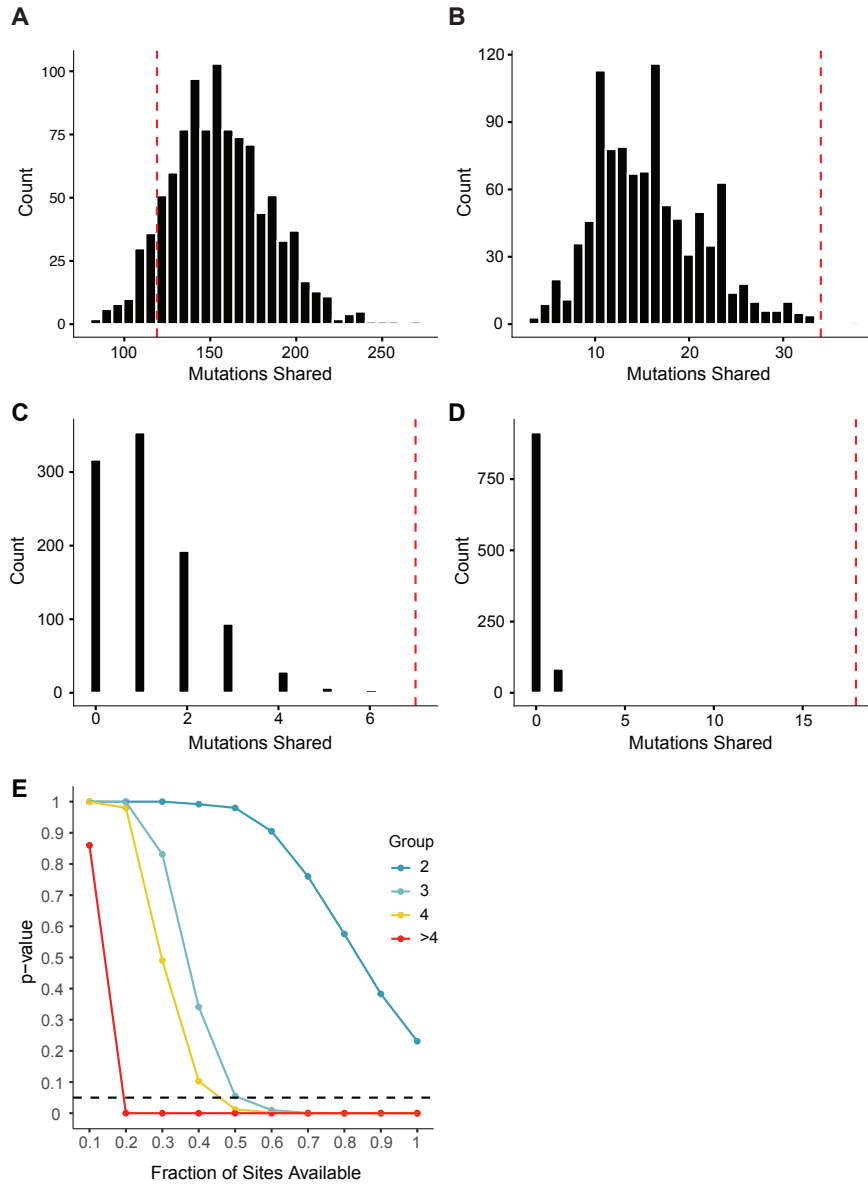 A
100
75
50
25
0
Count
100
150
200
250
Mutations Shared
B
120
90
60
30
0
Count
10
20
30
Mutations Shared
C
300
200
100
0
Count
0
2
4
6
Mutations Shared
D
750
500
250
0
Count
0
5
10
15
Mutations Shared
E
1
0.9
0.8
0.7
0.6
0.5
0.4
0.3
0.2
0.1
0
p−value
0.1 0.2 0.3 0.4 0.5 0.6 0.7 0.8 0.9 1
Fraction of Sites Available
Group
2
3
4
>4